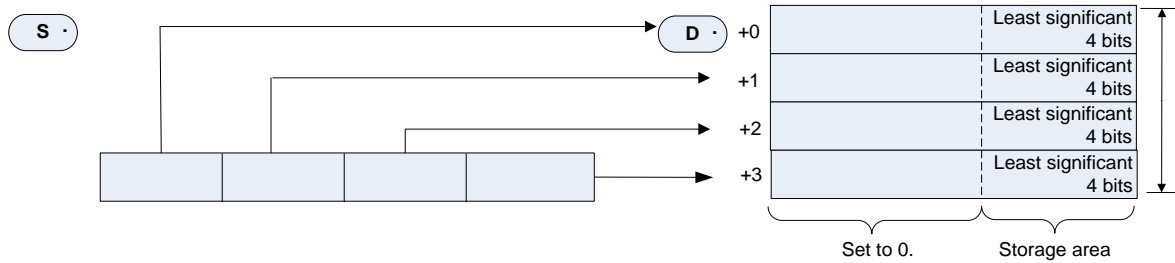 S ·
D ·
+0
Least significant
4 bits
+1
Least significant
4 bits
+2
Least significant
4 bits
+3
Least significant
4 bits
Set to 0.
Storage area